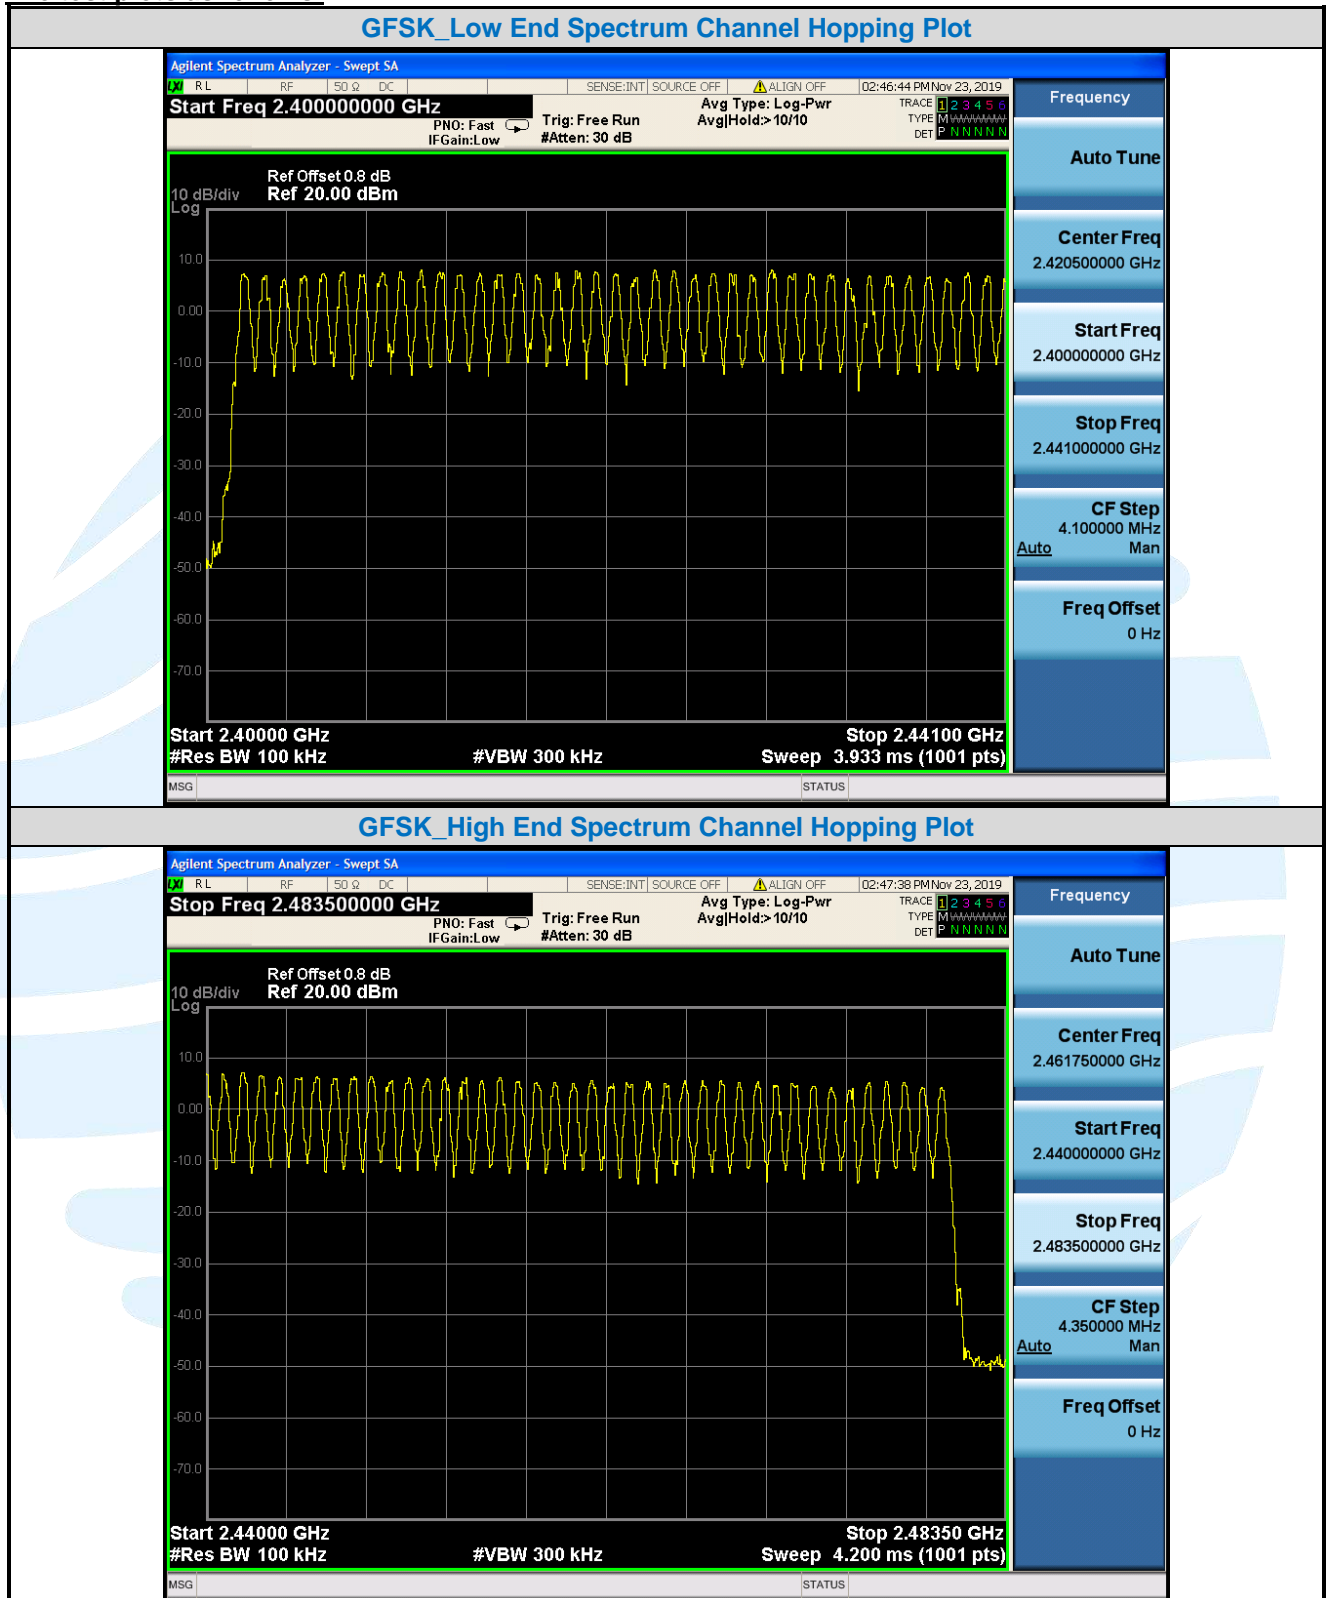 GFSK_Low End Spectrum Channel Hopping Plot
Agilent Spectrum Analyzer - Swept SA
LXI RL RF 50 Ω DC SENSE:INT SOURCE OFF ALIGN OFF 02:46:44 PM Nov 23, 2019
Start Freq 2.400000000 GHz
PNO: Fast
IFGain:Low
Trig: Free Run
#Atten: 30 dB
Avg Type: Log-Pwr
Avg|Hold:>10/10
TRACE 1 2 3 4 5 6
TYPE M
DET P N N N N N
Ref Offset 0.8 dB
10 dB/div Ref 20.00 dBm
Log
10.0
0.00
-10.0
-20.0
-30.0
-40.0
-50.0
-60.0
-70.0
Start 2.40000 GHz Stop 2.44100 GHz
#Res BW 100 kHz #VBW 300 kHz Sweep 3.933 ms (1001 pts)
MSG STATUS
Frequency
Auto Tune
Center Freq
2.420500000 GHz
Start Freq
2.400000000 GHz
Stop Freq
2.441000000 GHz
CF Step
4.100000 MHz
Auto Man
Freq Offset
0 Hz
GFSK_High End Spectrum Channel Hopping Plot
Agilent Spectrum Analyzer - Swept SA
LXI RL RF 50 Ω DC SENSE:INT SOURCE OFF ALIGN OFF 02:47:38 PM Nov 23, 2019
Stop Freq 2.483500000 GHz
PNO: Fast
IFGain:Low
Trig: Free Run
#Atten: 30 dB
Avg Type: Log-Pwr
Avg|Hold:>10/10
TRACE 1 2 3 4 5 6
TYPE M
DET P N N N N N
Ref Offset 0.8 dB
10 dB/div Ref 20.00 dBm
Log
10.0
0.00
-10.0
-20.0
-30.0
-40.0
-50.0
-60.0
-70.0
Start 2.44000 GHz Stop 2.48350 GHz
#Res BW 100 kHz #VBW 300 kHz Sweep 4.200 ms (1001 pts)
MSG STATUS
Frequency
Auto Tune
Center Freq
2.461750000 GHz
Start Freq
2.440000000 GHz
Stop Freq
2.483500000 GHz
CF Step
4.350000 MHz
Auto Man
Freq Offset
0 Hz